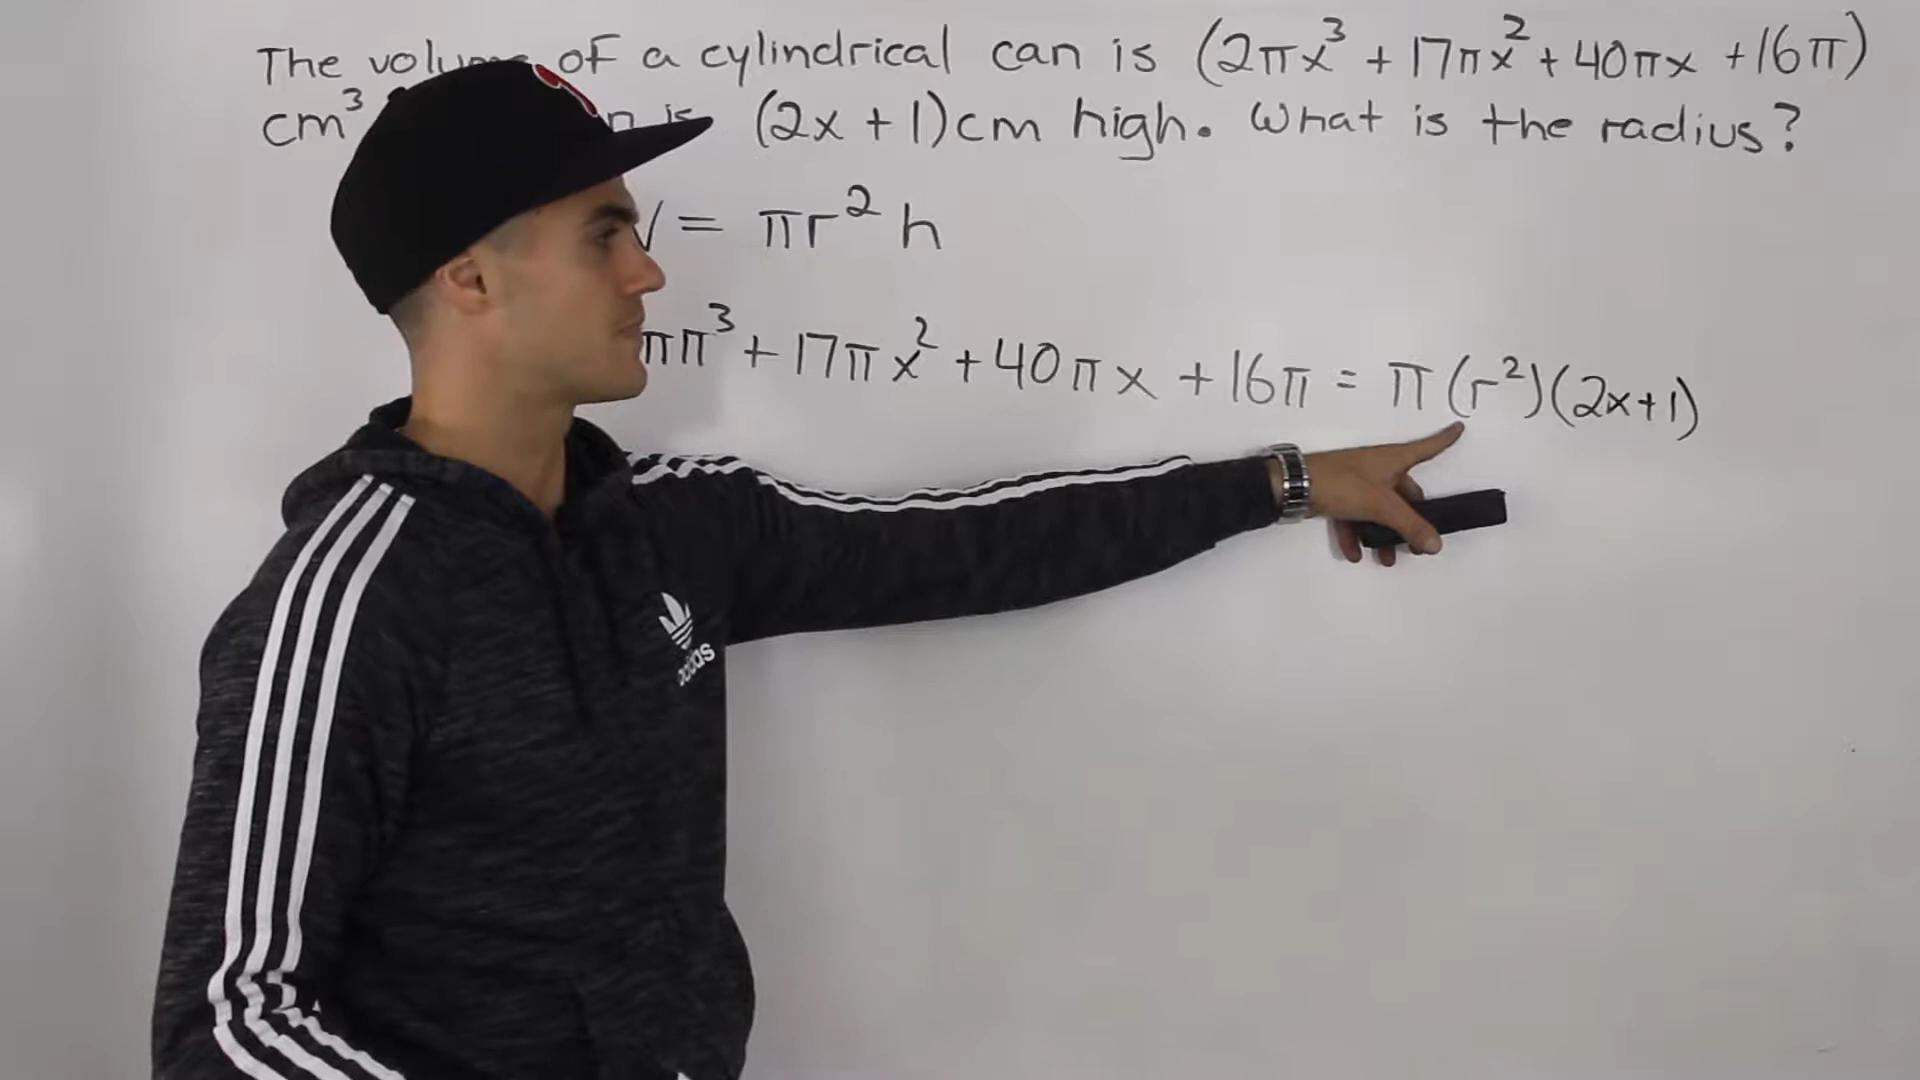 The of a cylindrical can is (2πx³ + 17πx² + 40πx + 16π)
cm³ is (2x + 1)cm high. What is the radius?
V = πr²h
ππ³ + 17πx² + 40πx + 16π = π(r²)(2x+1)
adidas